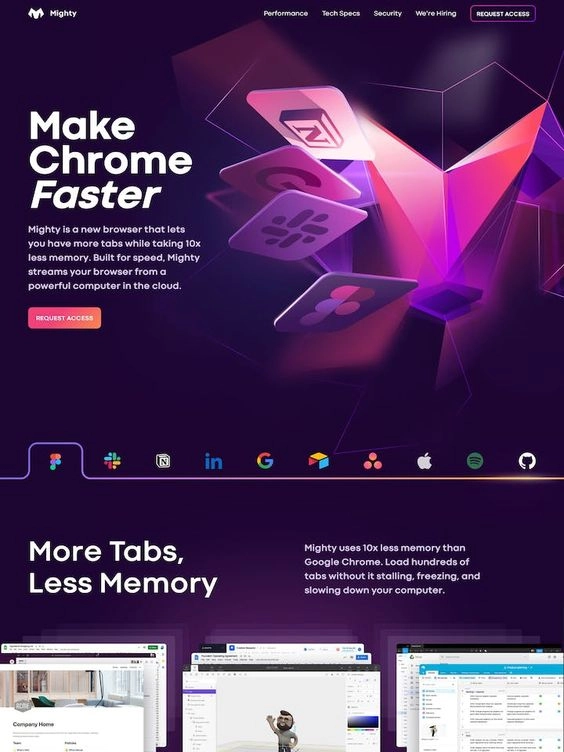 Mighty
Performance
Tech Specs
Security
We're Hiring
REQUEST ACCESS
Make
Chrome
Faster
Mighty is a new browser that lets
you have more tabs while taking 10x
less memory. Built for speed, Mighty
streams your browser from a
powerful computer in the cloud.
REQUEST ACCESS
More Tabs,
Less Memory
Mighty uses 10x less memory than
Google Chrome. Load hundreds of
tabs without it stalling, freezing, and
slowing down your computer.
ACME
Company Home
Team
Policies